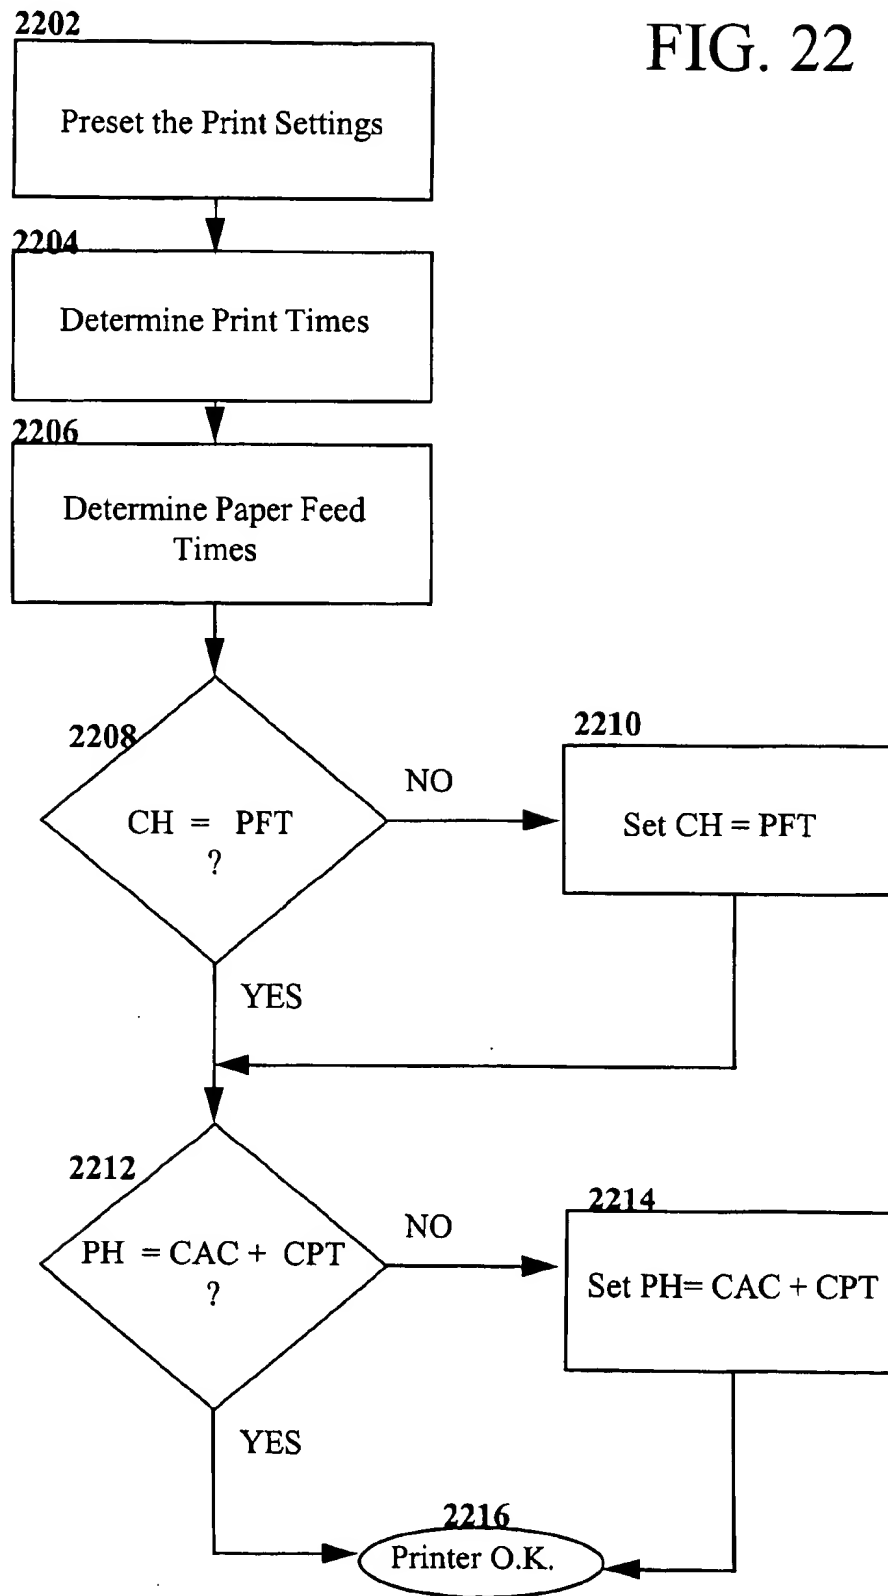 FIG. 22
2202
Preset the Print Settings
2204
Determine Print Times
2206
Determine Paper Feed
Times
2208
CH = PFT
?
NO
2210
Set CH = PFT
YES
2212
PH = CAC + CPT
?
NO
2214
Set PH= CAC + CPT
YES
2216
Printer O.K.